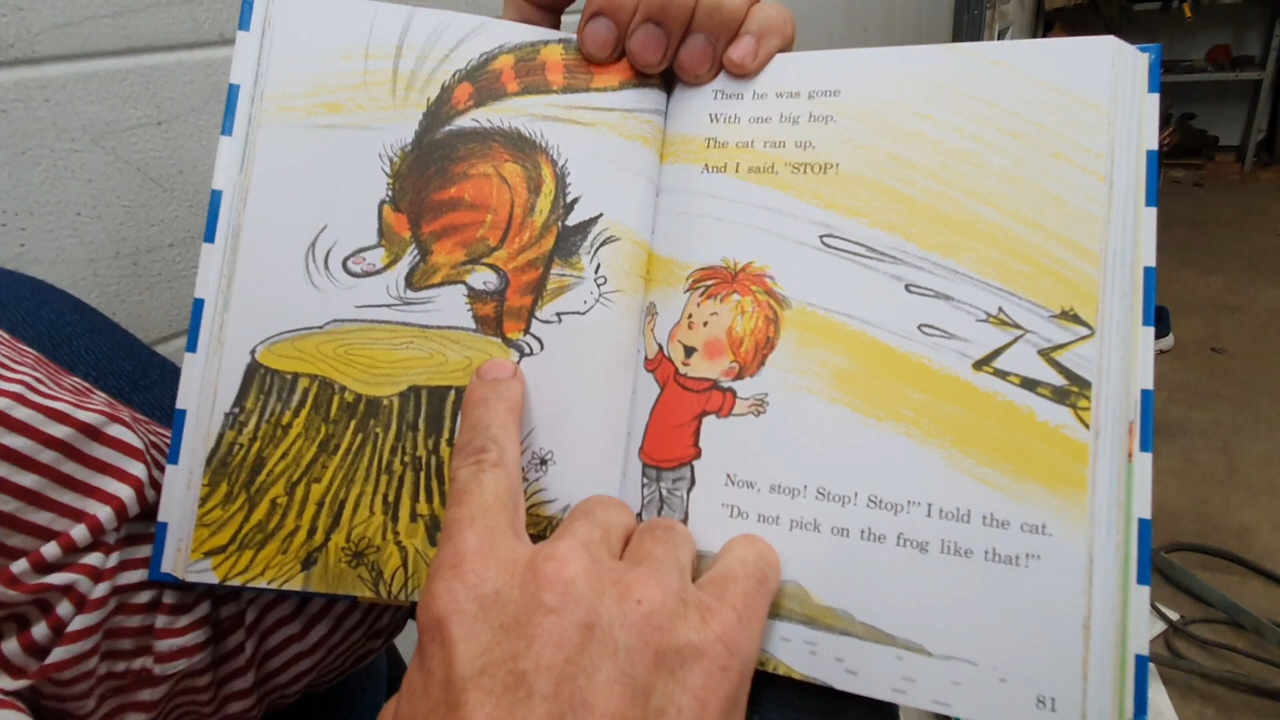 Then he was gone
With one big hop.
The cat ran up,
And I said, "STOP!
Now, stop! Stop! Stop!" I told the cat.
"Do not pick on the frog like that!"
81